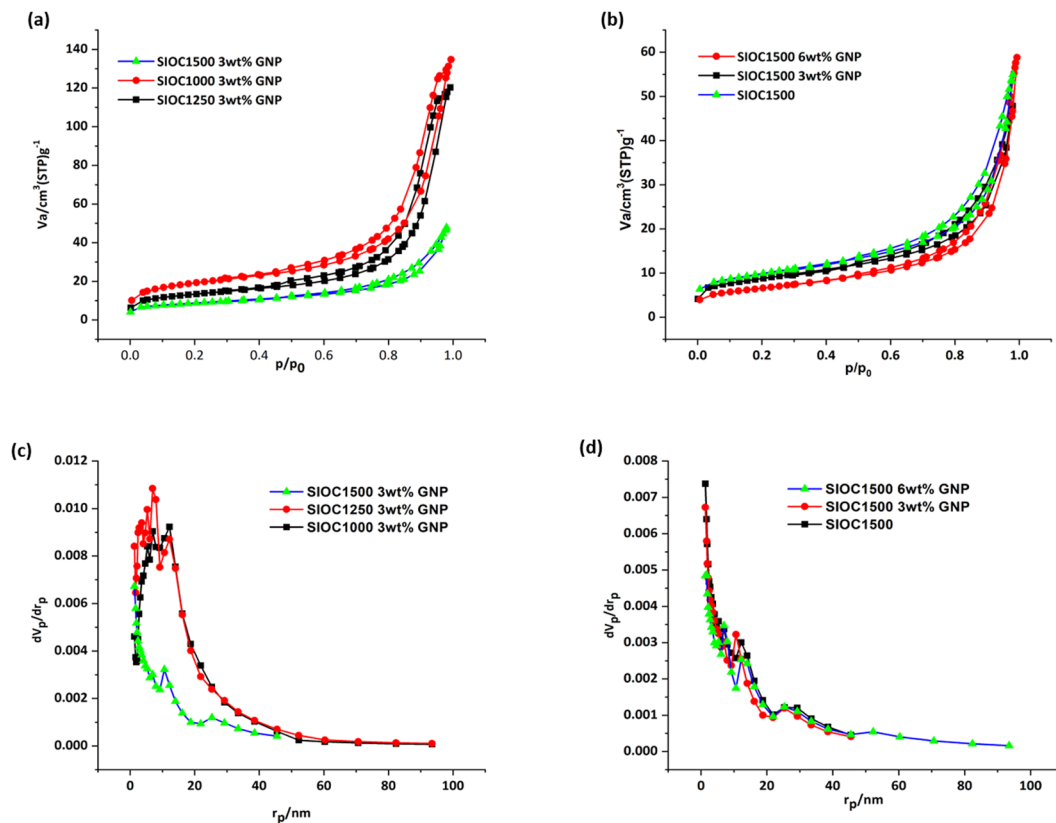 (a)
SIOC1500 3wt% GNP
SIOC1000 3wt% GNP
SIOC1250 3wt% GNP
Va/cm³(STP)g⁻¹
140
120
100
80
60
40
20
0
0.0 0.2 0.4 0.6 0.8 1.0
p/p₀
(b)
SIOC1500 6wt% GNP
SIOC1500 3wt% GNP
SIOC1500
Va/cm³(STP)g⁻¹
60
50
40
30
20
10
0
0.0 0.2 0.4 0.6 0.8 1.0
p/p₀
(c)
SIOC1500 3wt% GNP
SIOC1250 3wt% GNP
SIOC1000 3wt% GNP
dVₚ/drₚ
0.012
0.010
0.008
0.006
0.004
0.002
0.000
0 20 40 60 80 100
rₚ/nm
(d)
SIOC1500 6wt% GNP
SIOC1500 3wt% GNP
SIOC1500
dVₚ/drₚ
0.008
0.007
0.006
0.005
0.004
0.003
0.002
0.001
0.000
0 20 40 60 80 100
rₚ/nm